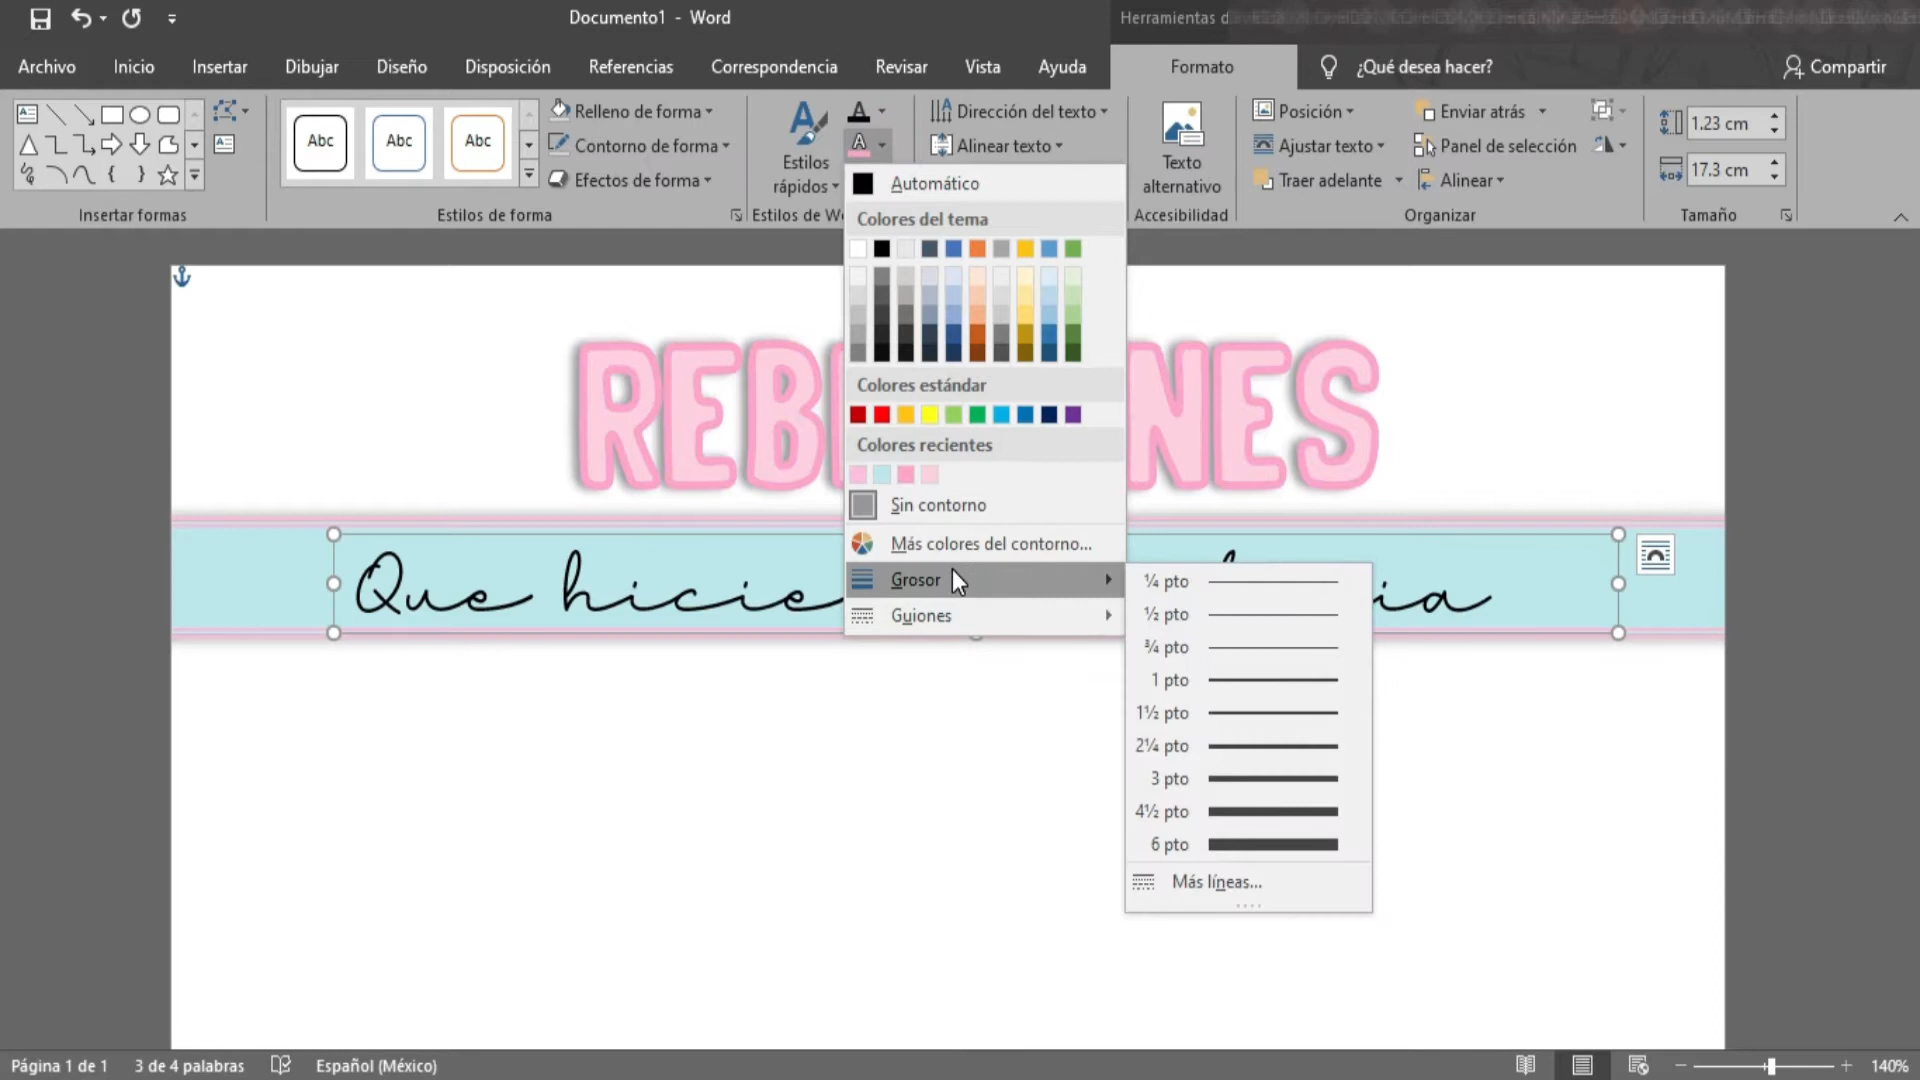 Documento1 - Word
Archivo Inicio Insertar Dibujar Diseño Disposición Referencias Correspondencia Revisar Vista Ayuda Formato ¿Qué desea hacer? Compartir
Abc Abc Abc
Relleno de forma
Contorno de forma
Efectos de forma
Estilos rápidos
Dirección del texto
Alinear texto
Texto alternativo
Posición
Ajustar texto
Traer adelante
Enviar atrás
Panel de selección
Alinear
1.23 cm
17.3 cm
Insertar formas Estilos de forma Estilos de Accesibilidad Organizar Tamaño
Automático
Colores del tema
Colores estándar
Colores recientes
Sin contorno
Más colores del contorno...
Grosor
Guiones
¼ pto
½ pto
¾ pto
1 pto
1½ pto
2¼ pto
3 pto
4½ pto
6 pto
Más líneas...
Que
Página 1 de 1 3 de 4 palabras Español (México) 140%